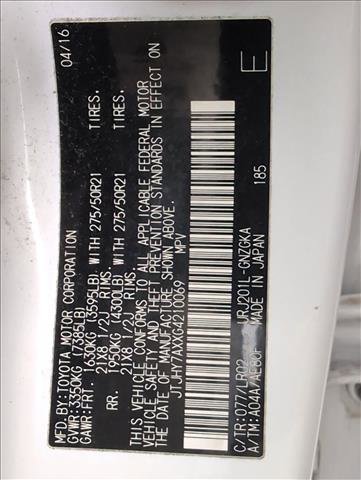 MFD.BY:TOYOTA MOTOR CORPORATION 04/16
GVWR:3350KG (7385LB)
GAWR:FRT. 1630KG (3595LB) WITH 275/50R21 TIRES.
21X8 1/2J RIMS.
RR. 1950KG (4300LB) WITH 275/50R21 TIRES.
21X8 1/2J RIMS.
THIS VEHICLE CONFORMS TO ALL APPLICABLE FEDERAL MOTOR
VEHICLE SAFETY AND THEFT PREVENTION STANDARDS IN EFFECT ON
THE DATE OF MANUFACTURE SHOWN ABOVE.
JTJHY7AXXG4210069 MPV
E
C/TR:077/LP02 URJ201L-GNZGKA 185
A/TM:A04A/AE80F MADE IN JAPAN